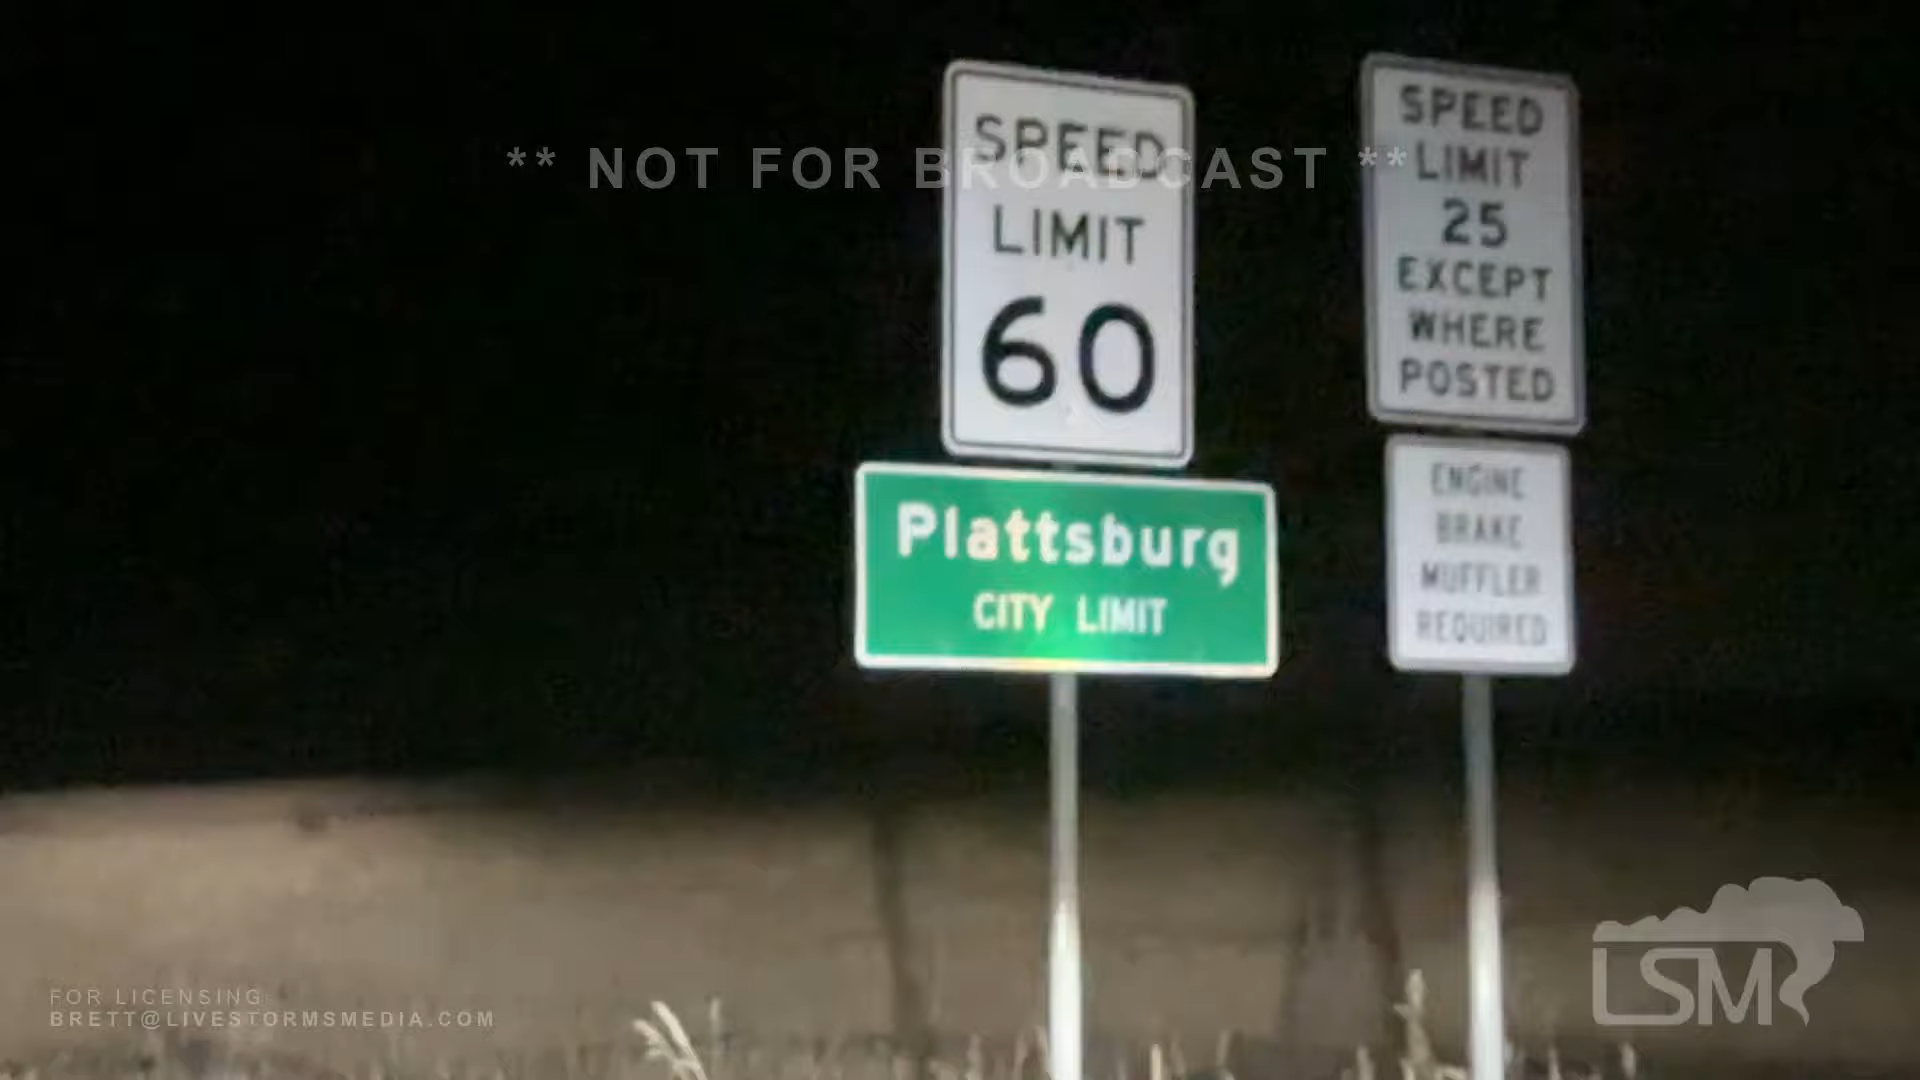 ** NOT FOR BROADCAST **
SPEED
LIMIT
60
Plattsburg
CITY LIMIT
SPEED
LIMIT
25
EXCEPT
WHERE
POSTED
ENGINE
BRAKE
MUFFLER
REQUIRED
FOR LICENSING
BRETT@LIVESTORMSMEDIA.COM
LSM